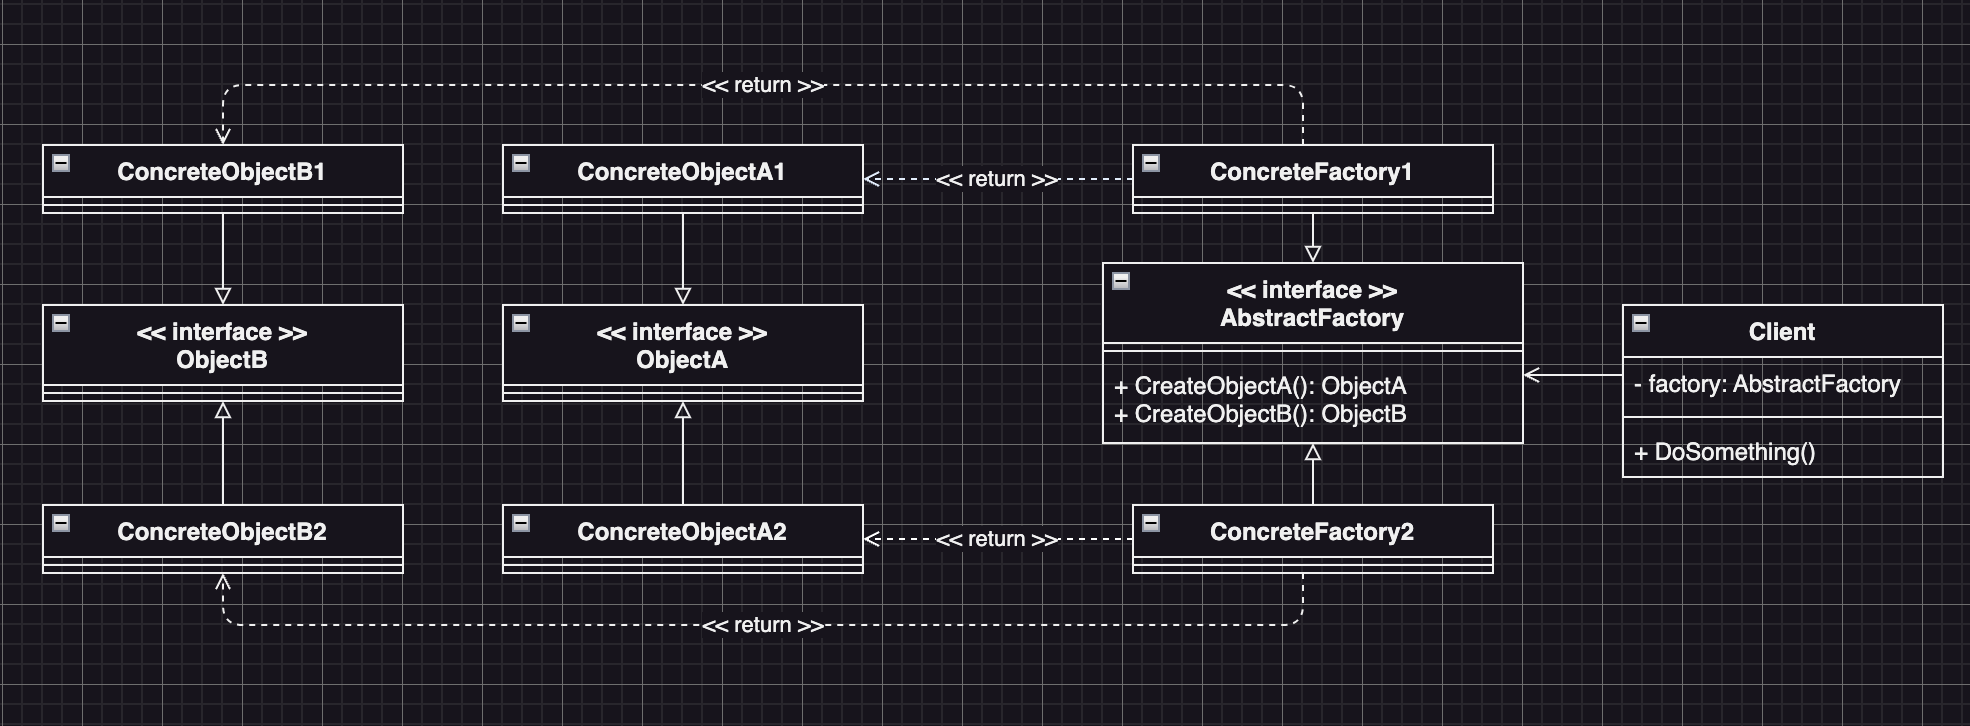 << return >>
ConcreteObjectB1
ConcreteObjectA1
<< return >>
ConcreteFactory1
<< interface >>
ObjectB
<< interface >>
ObjectA
<< interface >>
AbstractFactory
+ CreateObjectA(): ObjectA
+ CreateObjectB(): ObjectB
Client
- factory: AbstractFactory
+ DoSomething()
ConcreteObjectB2
ConcreteObjectA2
<< return >>
ConcreteFactory2
<< return >>